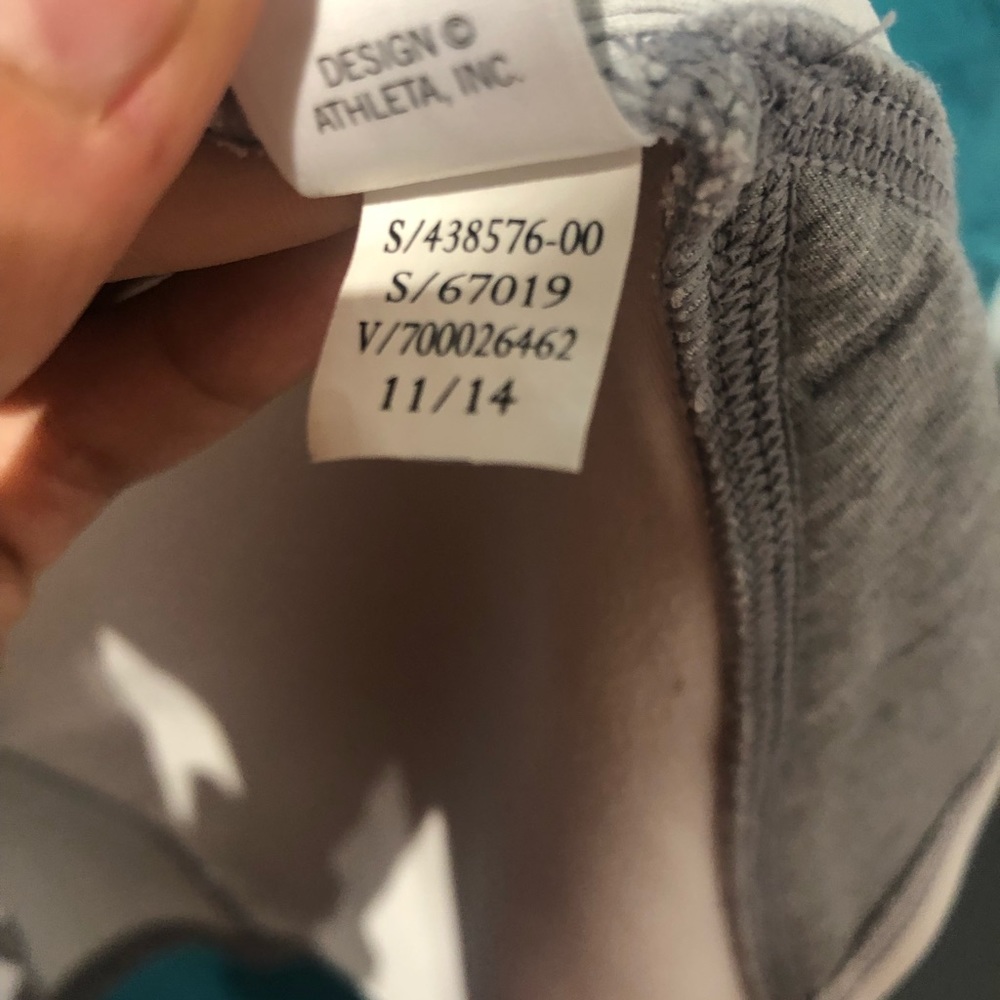 DESIGN ©
ATHLETA, INC.
S/438576-00
S/67019
V/700026462
11/14